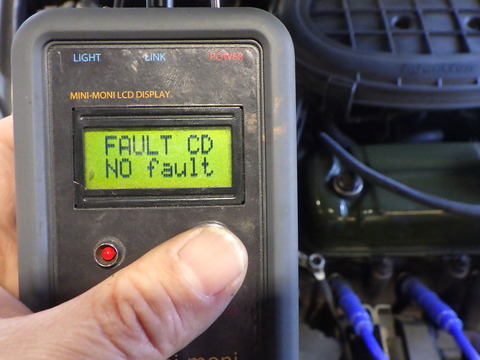 LIGHT LINK POWER
MINI-MONI LCD DISPLAY
FAULT CD
NO fault